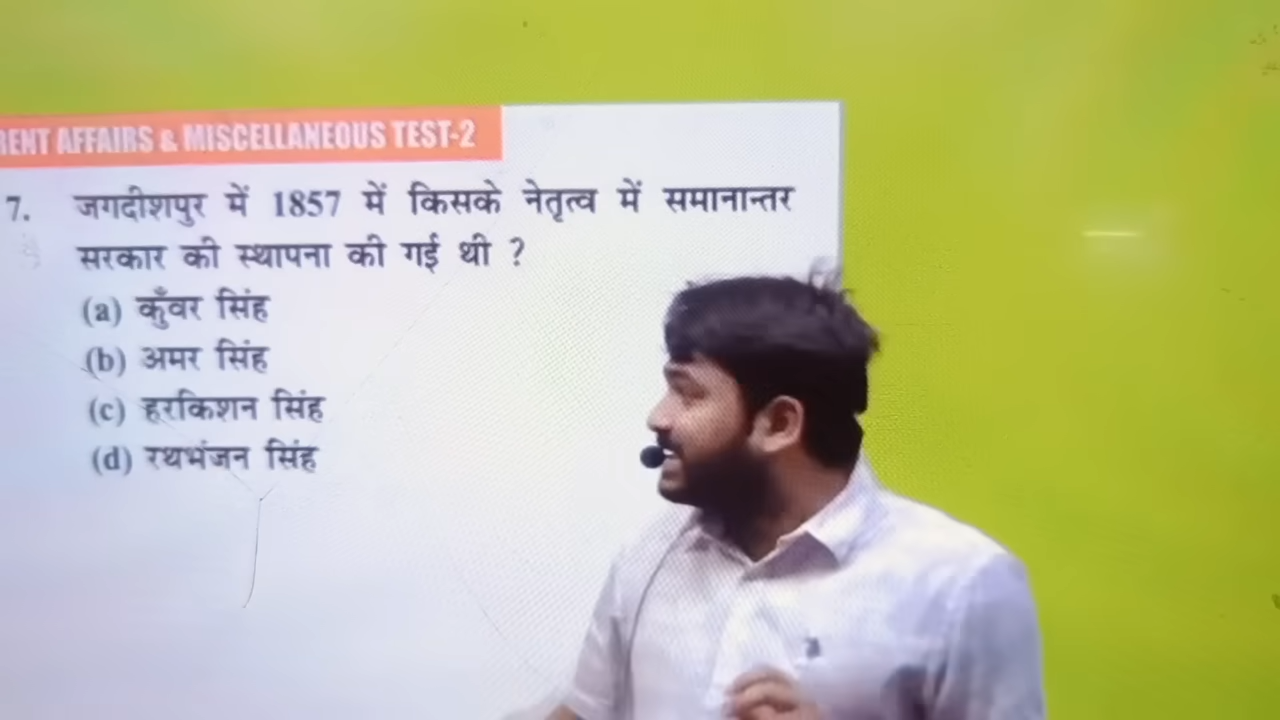 RENT AFFAIRS & MISCELLANEOUS TEST-2
7. जगदीशपुर में 1857 में किसके नेतृत्व में समानान्तर
सरकार की स्थापना की गई थी ?
(a) कुँवर सिंह
(b) अमर सिंह
(c) हरकिशन सिंह
(d) रथभंजन सिंह